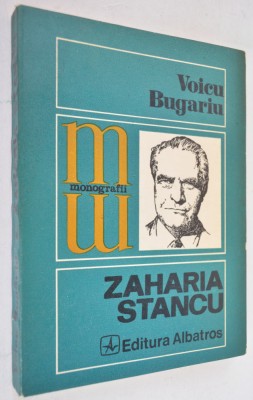 Voicu
Bugariu
m
monografii
m
ZAHARIA
STANCU
Editura Albatros